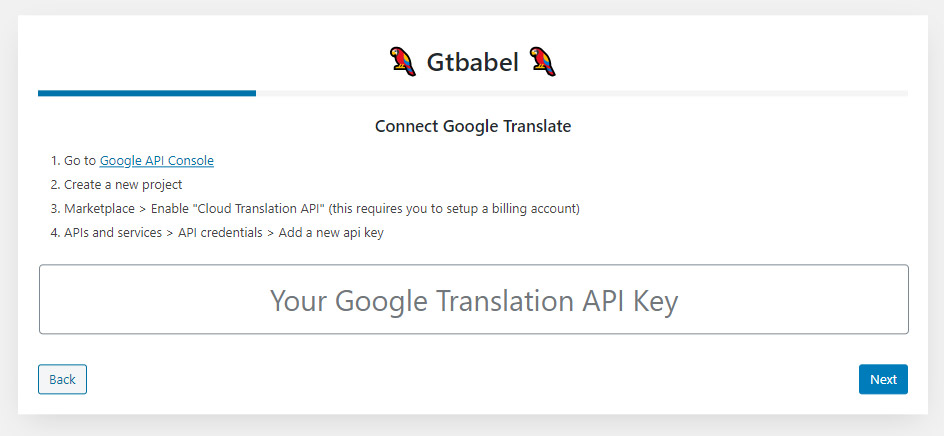 Gtbabel
Connect Google Translate
1. Go to Google API Console
2. Create a new project
3. Marketplace > Enable "Cloud Translation API" (this requires you to setup a billing account)
4. APIs and services > API credentials > Add a new api key
Your Google Translation API Key
Back
Next